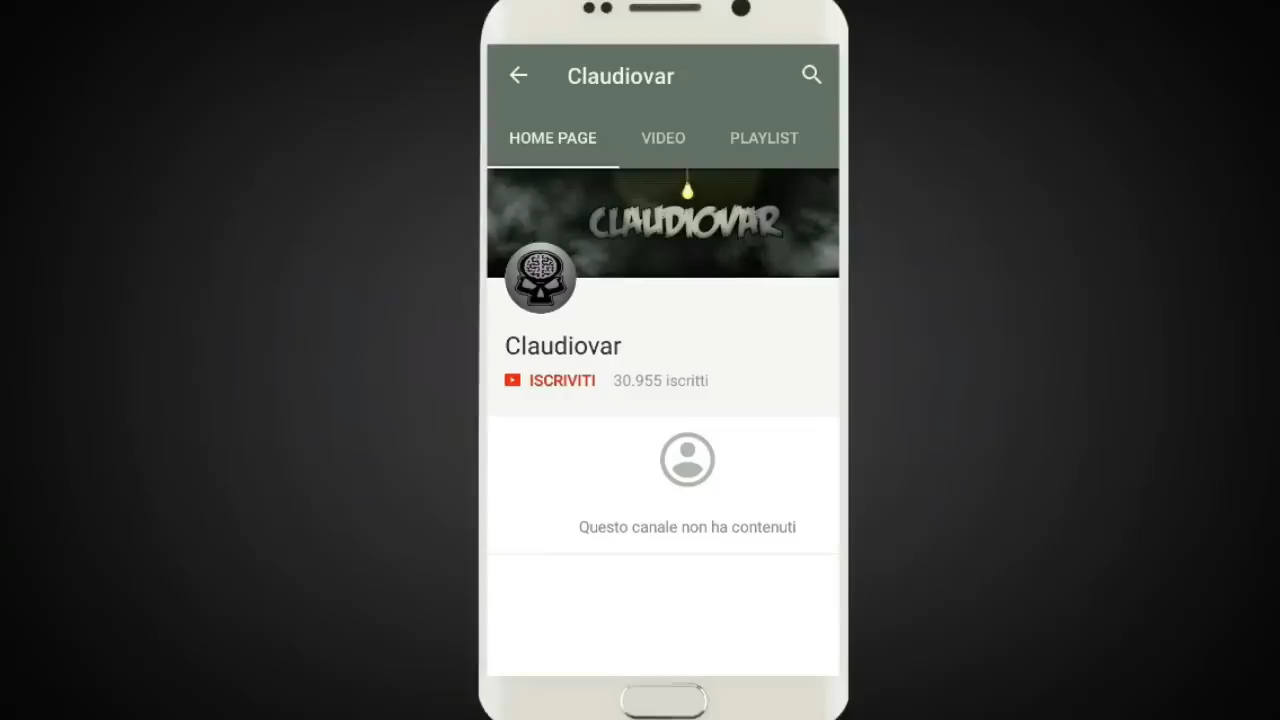 Claudiovar
HOME PAGE VIDEO PLAYLIST
CLAUDIOVAR
Claudiovar
ISCRIVITI 30.955 iscritti
Questo canale non ha contenuti